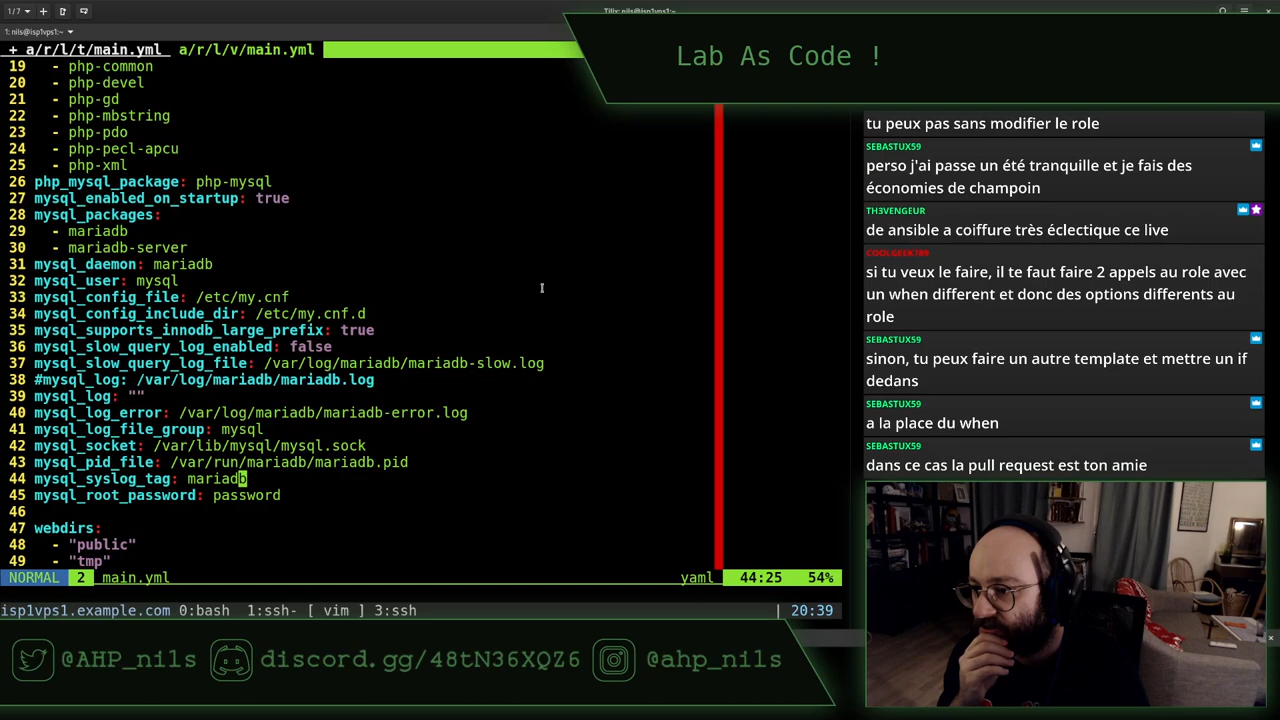 1/7
Tilix: nils@isp1vps1:~
1: nils@isp1vps1:~
+ a/r/l/t/main.yml  a/r/l/v/main.yml
Lab As Code !
19 - php-common
20 - php-devel
21 - php-gd
22 - php-mbstring
23 - php-pdo
24 - php-pecl-apcu
25 - php-xml
26 php_mysql_package: php-mysql
27 mysql_enabled_on_startup: true
28 mysql_packages:
29 - mariadb
30 - mariadb-server
31 mysql_daemon: mariadb
32 mysql_user: mysql
33 mysql_config_file: /etc/my.cnf
34 mysql_config_include_dir: /etc/my.cnf.d
35 mysql_supports_innodb_large_prefix: true
36 mysql_slow_query_log_enabled: false
37 mysql_slow_query_log_file: /var/log/mariadb/mariadb-slow.log
38 #mysql_log: /var/log/mariadb/mariadb.log
39 mysql_log: ""
40 mysql_log_error: /var/log/mariadb/mariadb-error.log
41 mysql_log_file_group: mysql
42 mysql_socket: /var/lib/mysql/mysql.sock
43 mysql_pid_file: /var/run/mariadb/mariadb.pid
44 mysql_syslog_tag: mariadb
45 mysql_root_password: password
46
47 webdirs:
48 - "public"
49 - "tmp"
NORMAL 2 main.yml yaml 44:25 54%
isp1vps1.example.com 0:bash 1:ssh- [ vim ] 3:ssh | 20:39
tu peux pas sans modifier le role
SEBASTUX59
perso j'ai passe un été tranquille et je fais des
économies de champoin
TH3VENGEUR
de ansible a coiffure très éclectique ce live
COOLGEEK789
si tu veux le faire, il te faut faire 2 appels au role avec
un when different et donc des options differents au
role
SEBASTUX59
sinon, tu peux faire un autre template et mettre un if
dedans
SEBASTUX59
a la place du when
SEBASTUX59
dans ce cas la pull request est ton amie
@AHP_nils discord.gg/48tN36XQZ6 @ahp_nils